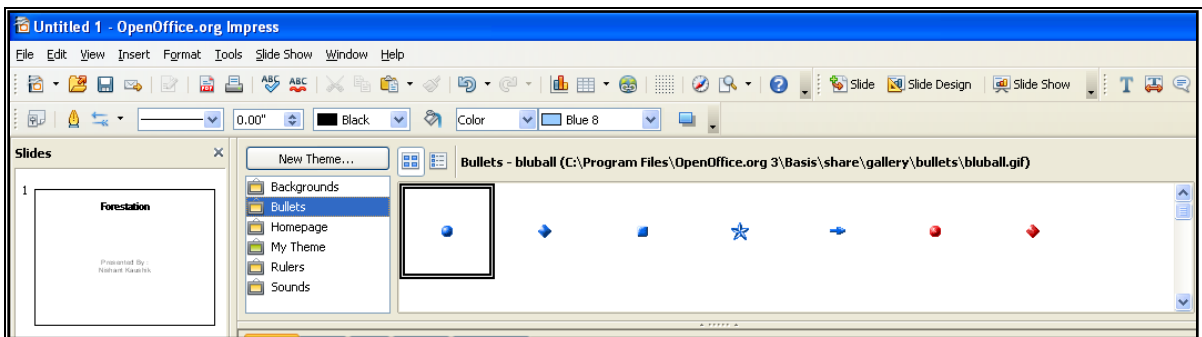 Untitled 1 - OpenOffice.org Impress
File Edit View Insert Format Tools Slide Show Window Help
ABC ABC Slide Slide Design Slide Show T
0.00" Black Color Blue 8
Slides
New Theme...
Bullets - bluball (C:\Program Files\OpenOffice.org 3\Basis\share\gallery\bullets\bluball.gif)
1
Forestation
Presented By :
Nishant Kaushik
Backgrounds
Bullets
Homepage
My Theme
Rulers
Sounds